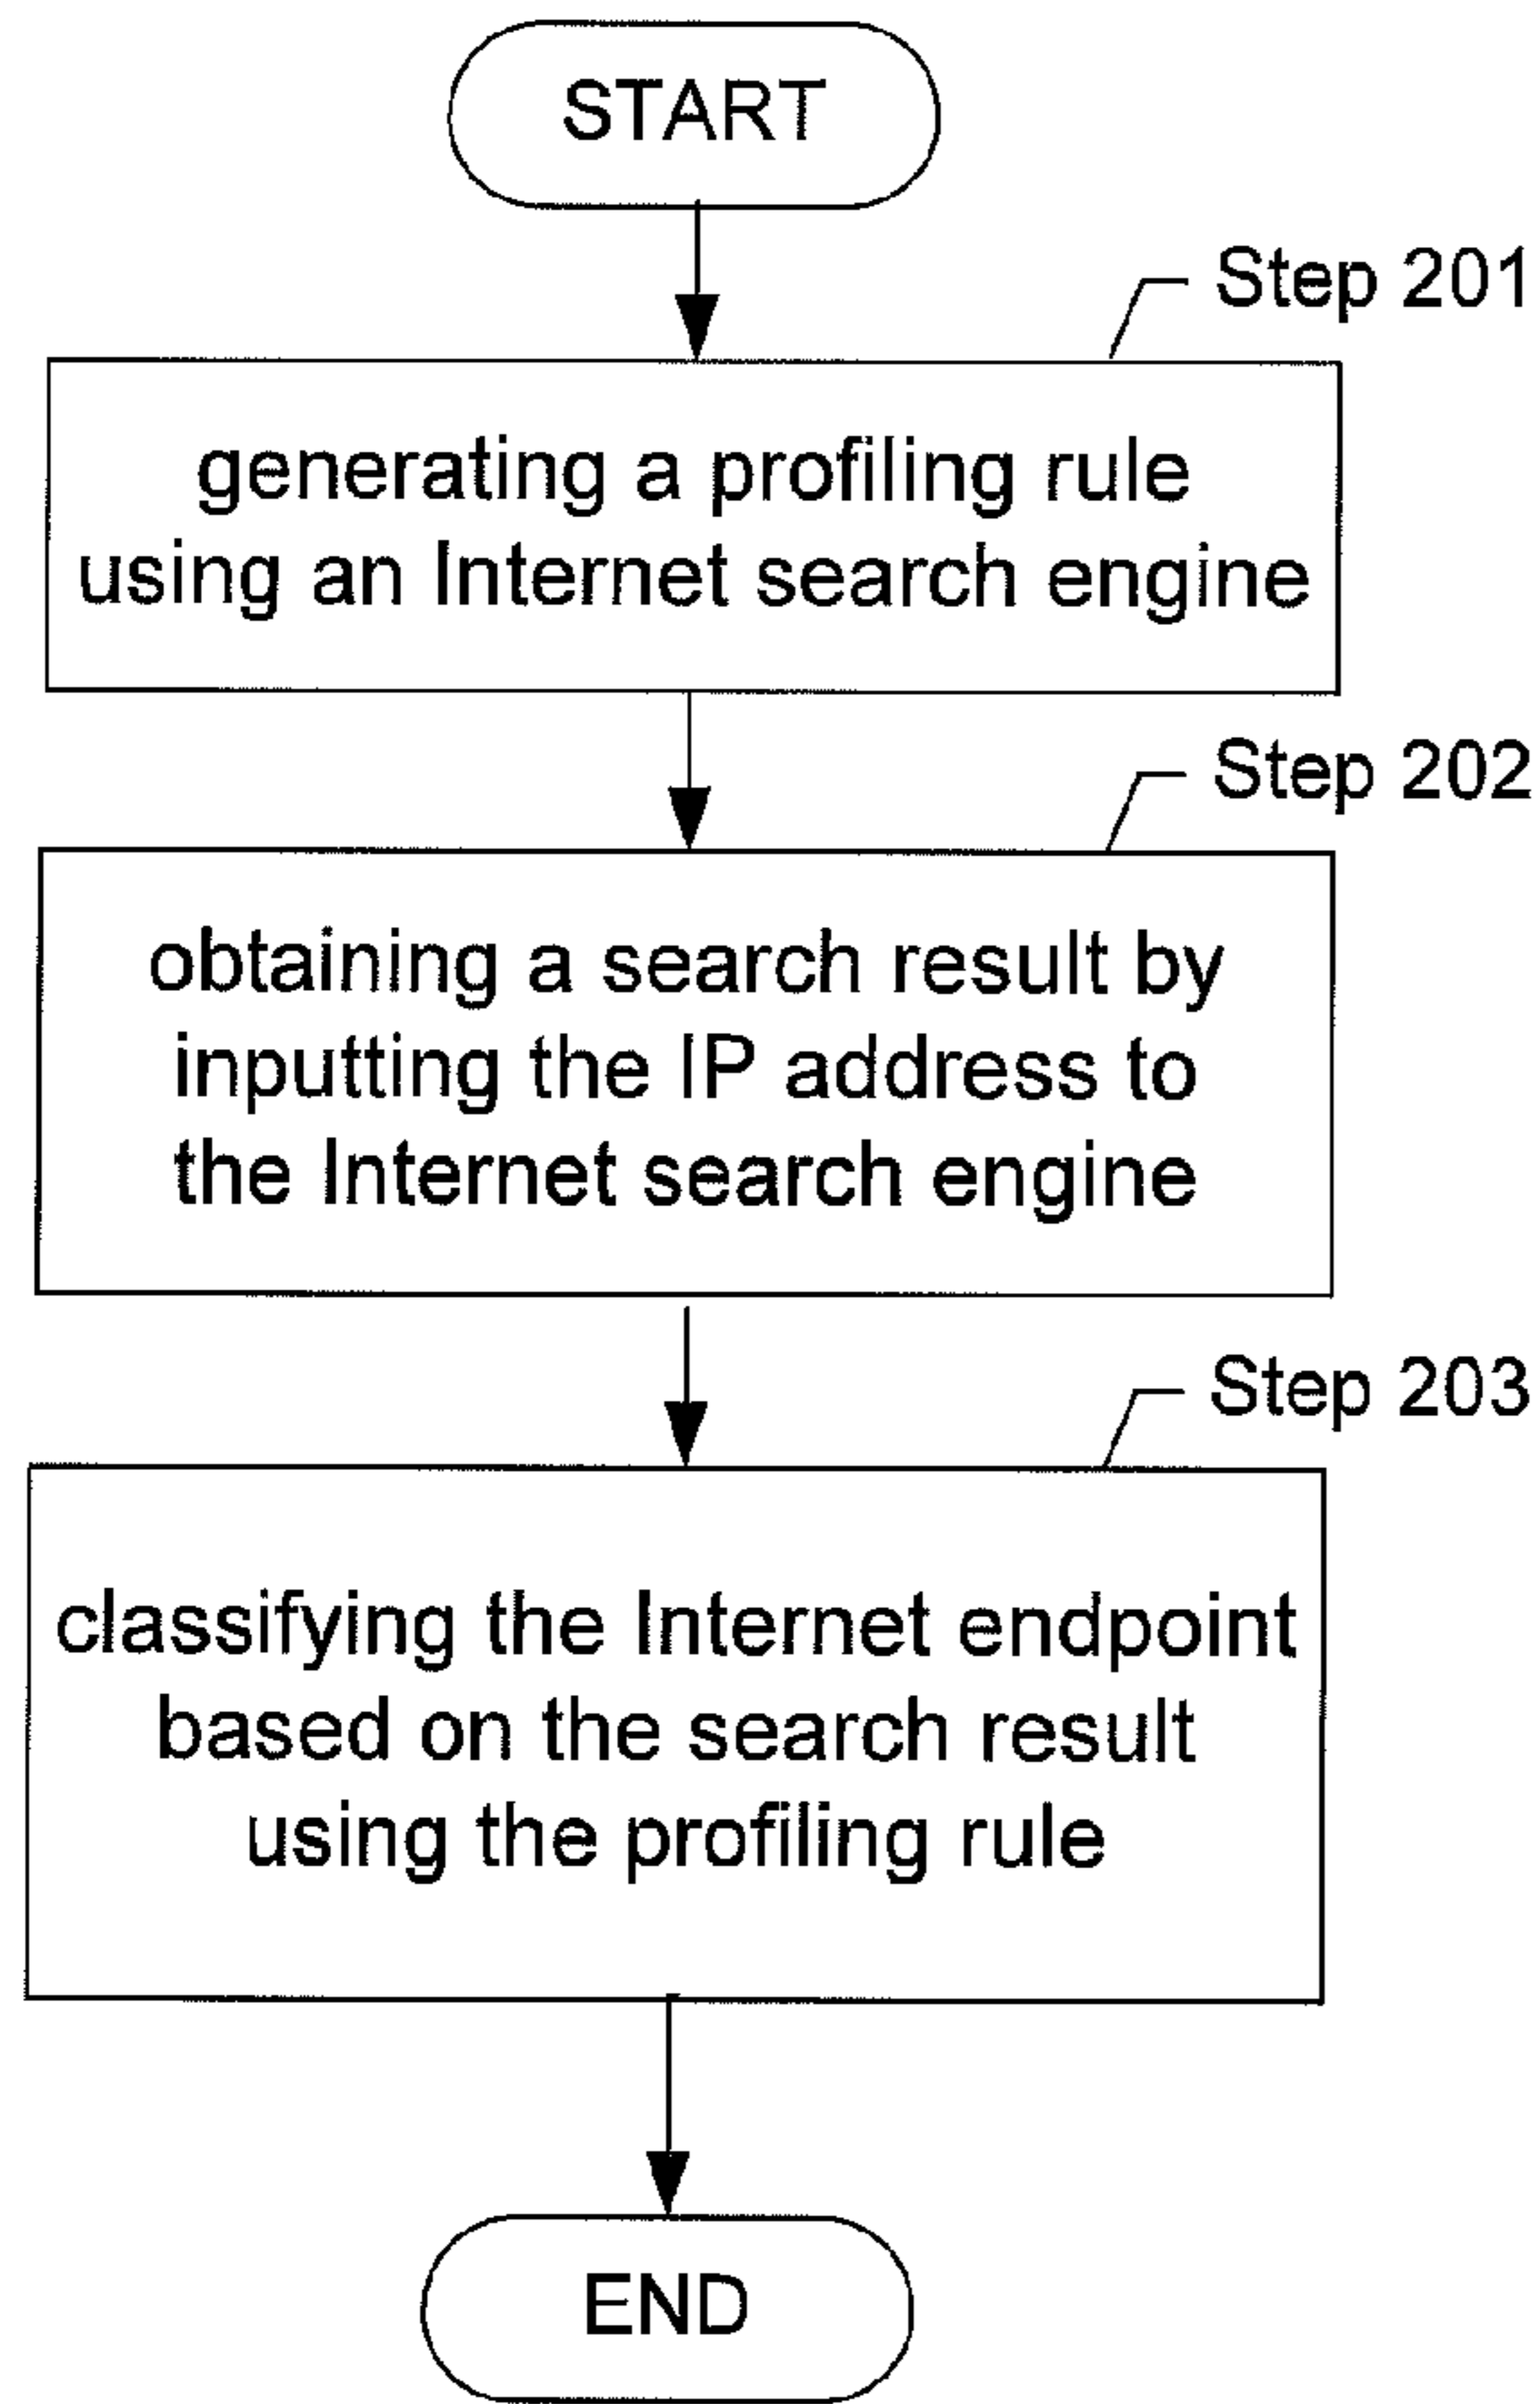 START
Step 201
generating a profiling rule
using an Internet search engine
Step 202
obtaining a search result by
inputting the IP address to
the Internet search engine
Step 203
classifying the Internet endpoint
based on the search result
using the profiling rule
END